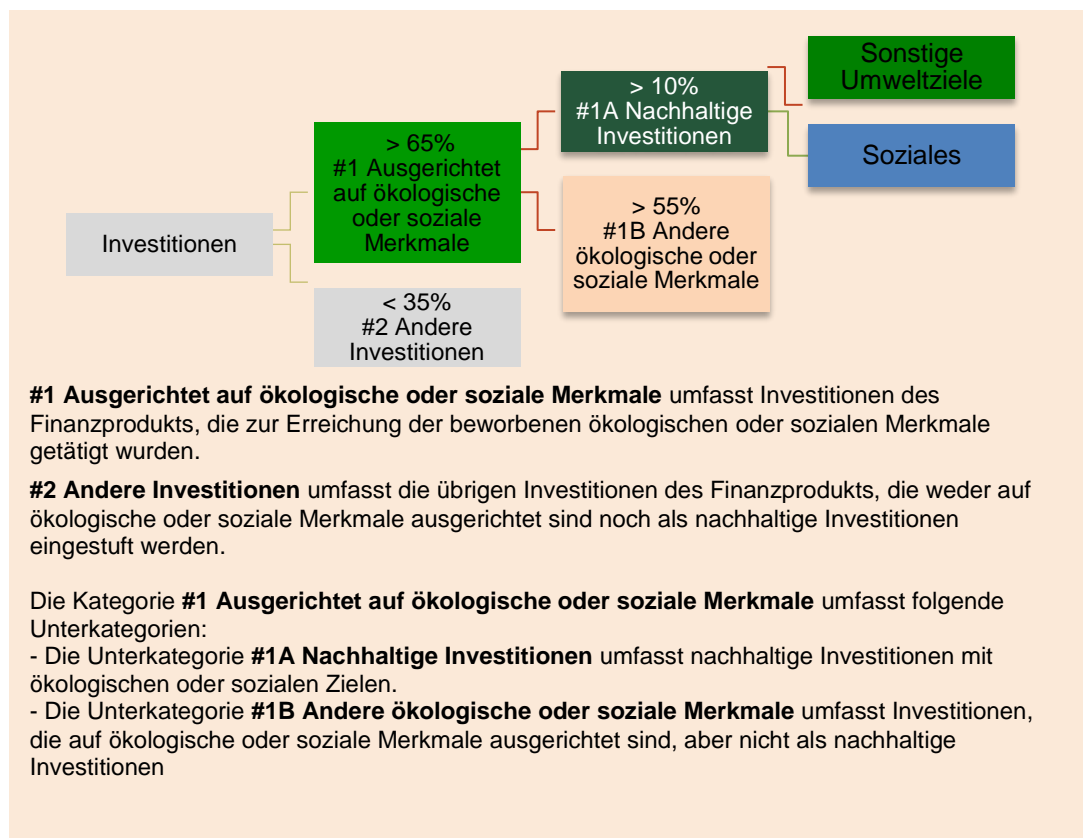 Investitionen
> 65%
#1 Ausgerichtet
auf ökologische
oder soziale
Merkmale
< 35%
#2 Andere
Investitionen
> 10%
#1A Nachhaltige
Investitionen
> 55%
#1B Andere
ökologische oder
soziale Merkmale
Sonstige
Umweltziele
Soziales
#1 Ausgerichtet auf ökologische oder soziale Merkmale umfasst Investitionen des
Finanzprodukts, die zur Erreichung der beworbenen ökologischen oder sozialen Merkmale
getätigt wurden.
#2 Andere Investitionen umfasst die übrigen Investitionen des Finanzprodukts, die weder auf
ökologische oder soziale Merkmale ausgerichtet sind noch als nachhaltige Investitionen
eingestuft werden.
Die Kategorie #1 Ausgerichtet auf ökologische oder soziale Merkmale umfasst folgende
Unterkategorien:
- Die Unterkategorie #1A Nachhaltige Investitionen umfasst nachhaltige Investitionen mit
ökologischen oder sozialen Zielen.
- Die Unterkategorie #1B Andere ökologische oder soziale Merkmale umfasst Investitionen,
die auf ökologische oder soziale Merkmale ausgerichtet sind, aber nicht als nachhaltige
Investitionen